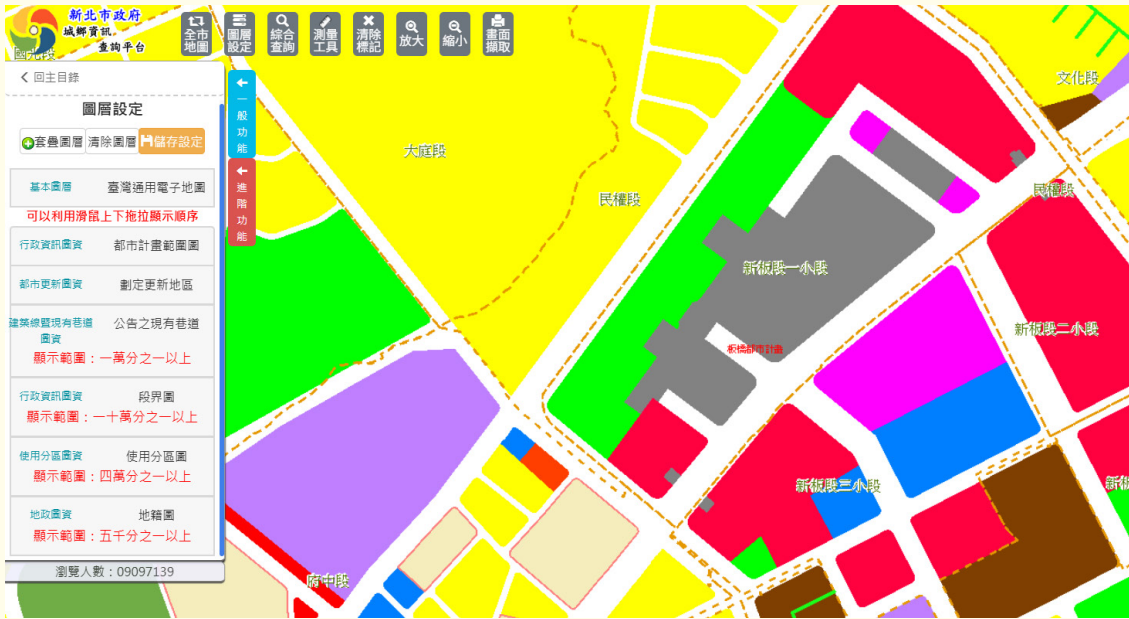 新北市政府
城鄉資訊
查詢平台
全市地圖
圖層設定
綜合查詢
測量工具
清除標記
放大
縮小
畫面擷取
國光段
回主目錄
圖層設定
套疊圖層 清除圖層 儲存設定
基本圖層 臺灣通用電子地圖
可以利用滑鼠上下拖拉顯示順序
行政資訊圖資 都市計畫範圍圖
都市更新圖資 劃定更新地區
建築線暨現有巷道圖資 公告之現有巷道
顯示範圍：一萬分之一以上
行政資訊圖資 段界圖
顯示範圍：一十萬分之一以上
使用分區圖資 使用分區圖
顯示範圍：四萬分之一以上
地政圖資 地籍圖
顯示範圍：五千分之一以上
瀏覽人數：09097139
一般功能
進階功能
文化段
大庭段
民權段
民權段
新板段一小段
新板段二小段
板橋都市計畫
新板段三小段
新板
府中段